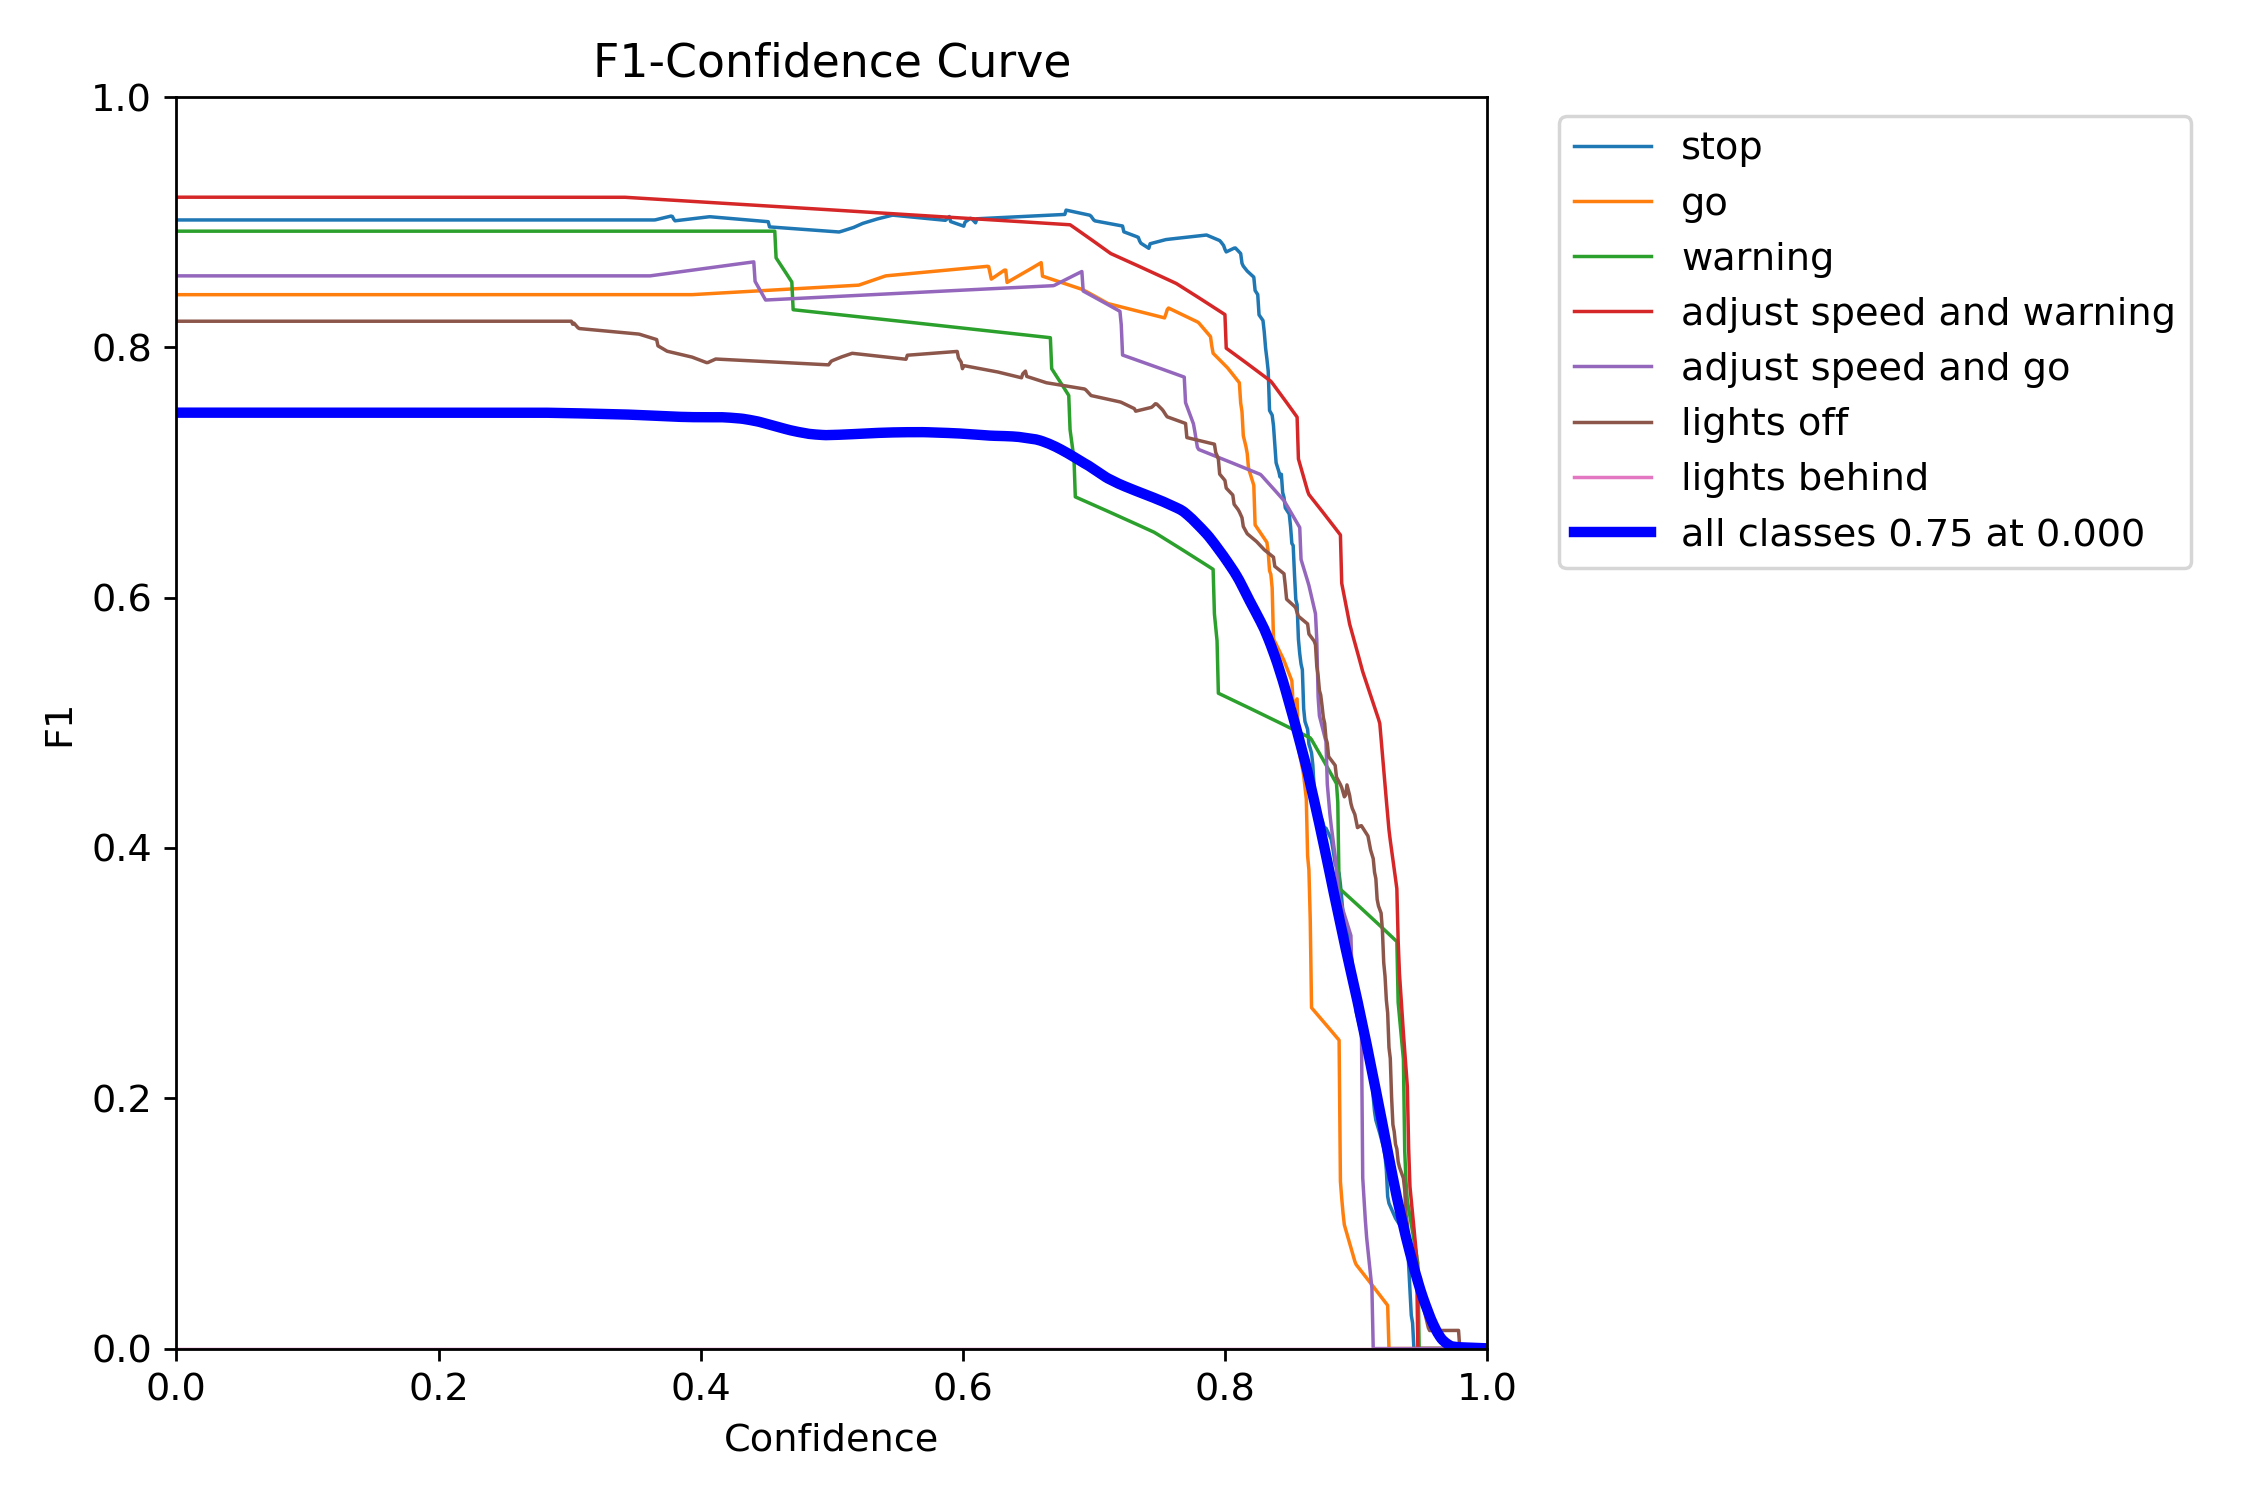 F1-Confidence Curve
1.0
0.8
0.6
0.4
0.2
0.0
F1
0.0 0.2 0.4 0.6 0.8 1.0
Confidence
stop
go
warning
adjust speed and warning
adjust speed and go
lights off
lights behind
all classes 0.75 at 0.000